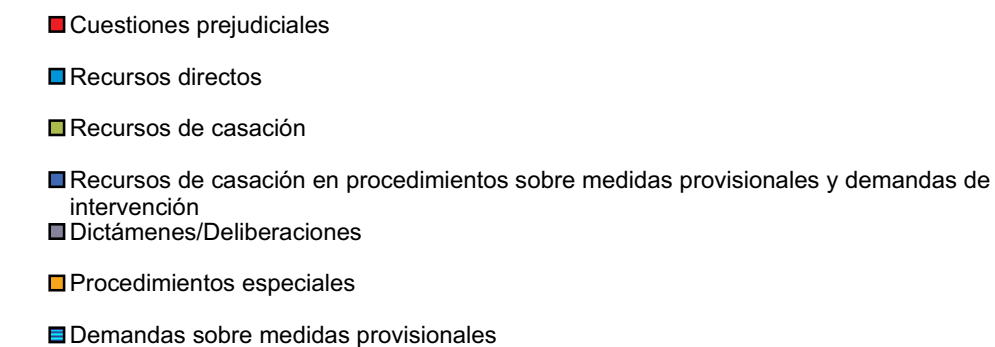 Cuestiones prejudiciales
Recursos directos
Recursos de casación
Recursos de casación en procedimientos sobre medidas provisionales y demandas de
intervención
Dictámenes/Deliberaciones
Procedimientos especiales
Demandas sobre medidas provisionales